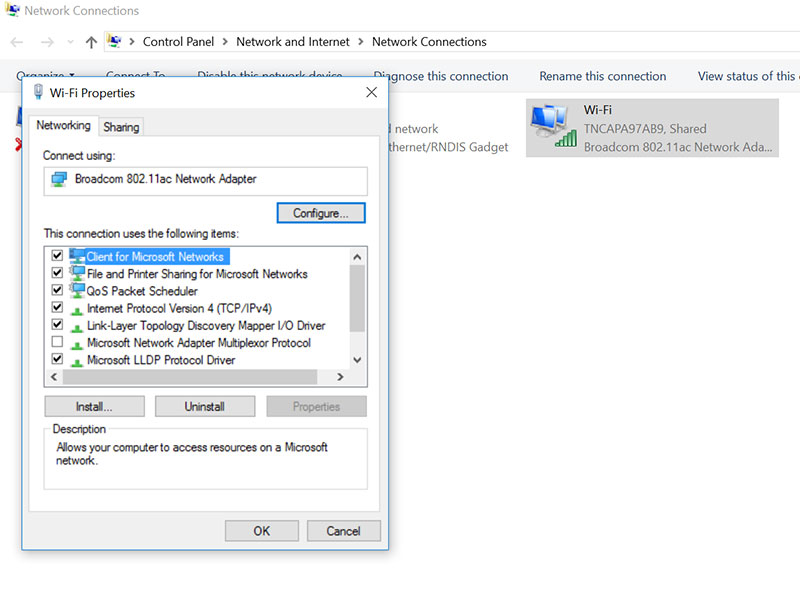 Network Connections
Control Panel > Network and Internet > Network Connections
Organize Connect To Disable this network device Diagnose this connection Rename this connection View status of this
Wi-Fi Properties
Networking Sharing
Connect using:
Broadcom 802.11ac Network Adapter
Configure...
This connection uses the following items:
Client for Microsoft Networks
File and Printer Sharing for Microsoft Networks
QoS Packet Scheduler
Internet Protocol Version 4 (TCP/IPv4)
Link-Layer Topology Discovery Mapper I/O Driver
Microsoft Network Adapter Multiplexor Protocol
Microsoft LLDP Protocol Driver
Install... Uninstall Properties
Description
Allows your computer to access resources on a Microsoft
network.
OK Cancel
network
thernet/RNDIS Gadget
Wi-Fi
TNCAPA97AB9, Shared
Broadcom 802.11ac Network Ada...